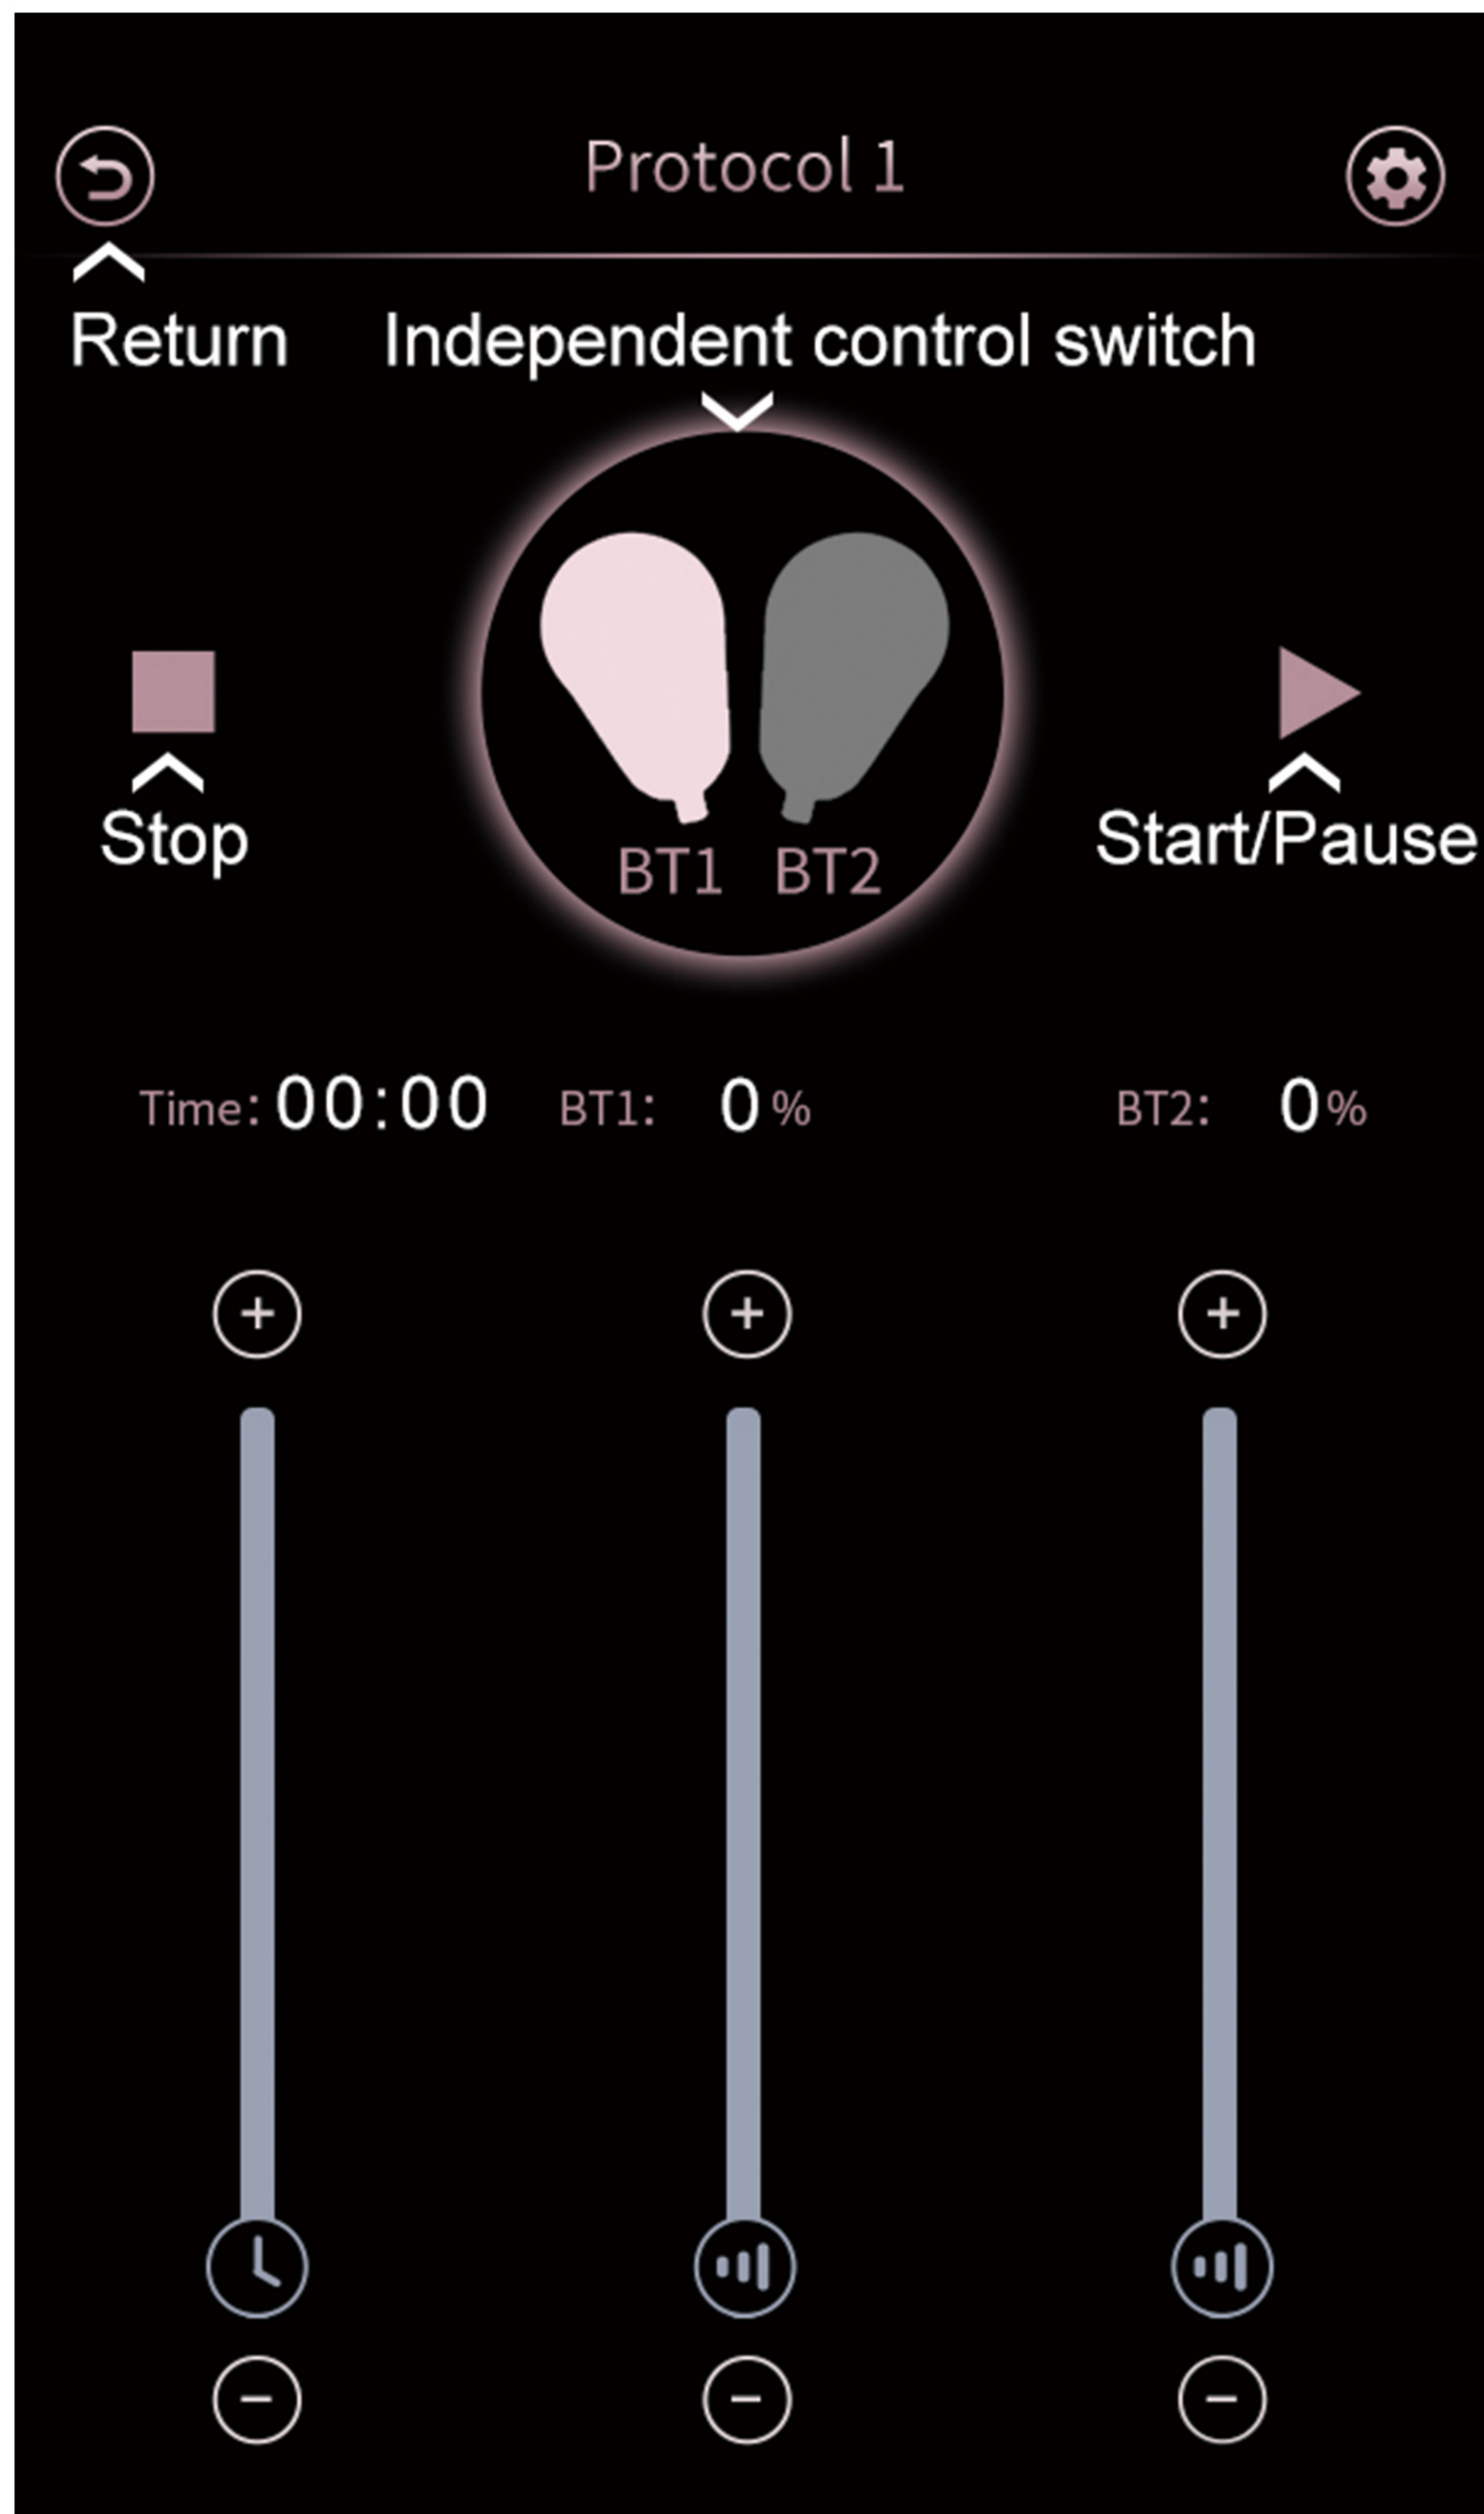 Protocol 1
Return Independent control switch
Stop
Start/Pause
BT1 BT2
Time: 00:00 BT1: 0 % BT2: 0 %